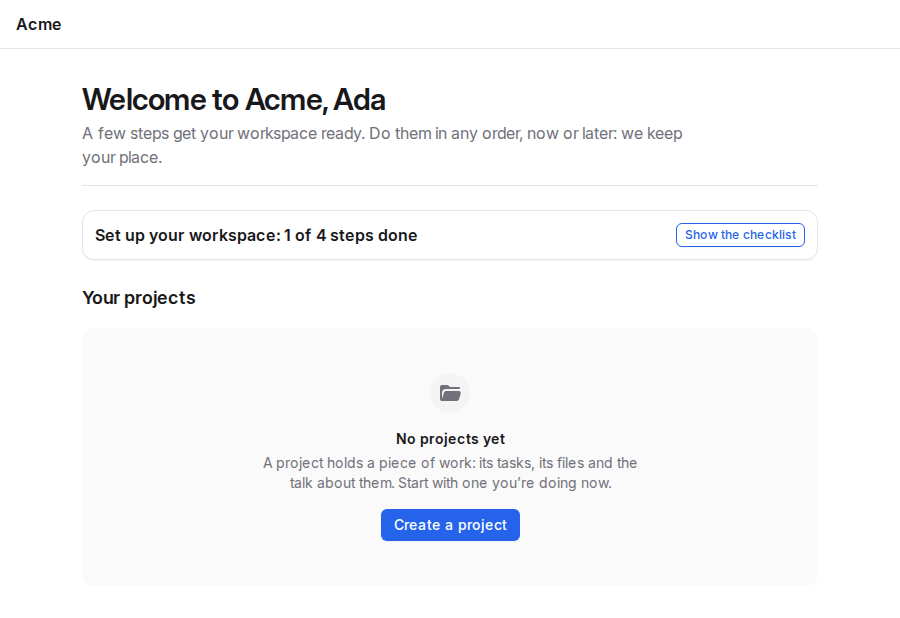 Acme
Welcome to Acme, Ada
A few steps get your workspace ready. Do them in any order, now or later: we keep
your place.
Set up your workspace: 1 of 4 steps done
Show the checklist
Your projects
No projects yet
A project holds a piece of work: its tasks, its files and the
talk about them. Start with one you’re doing now.
Create a project